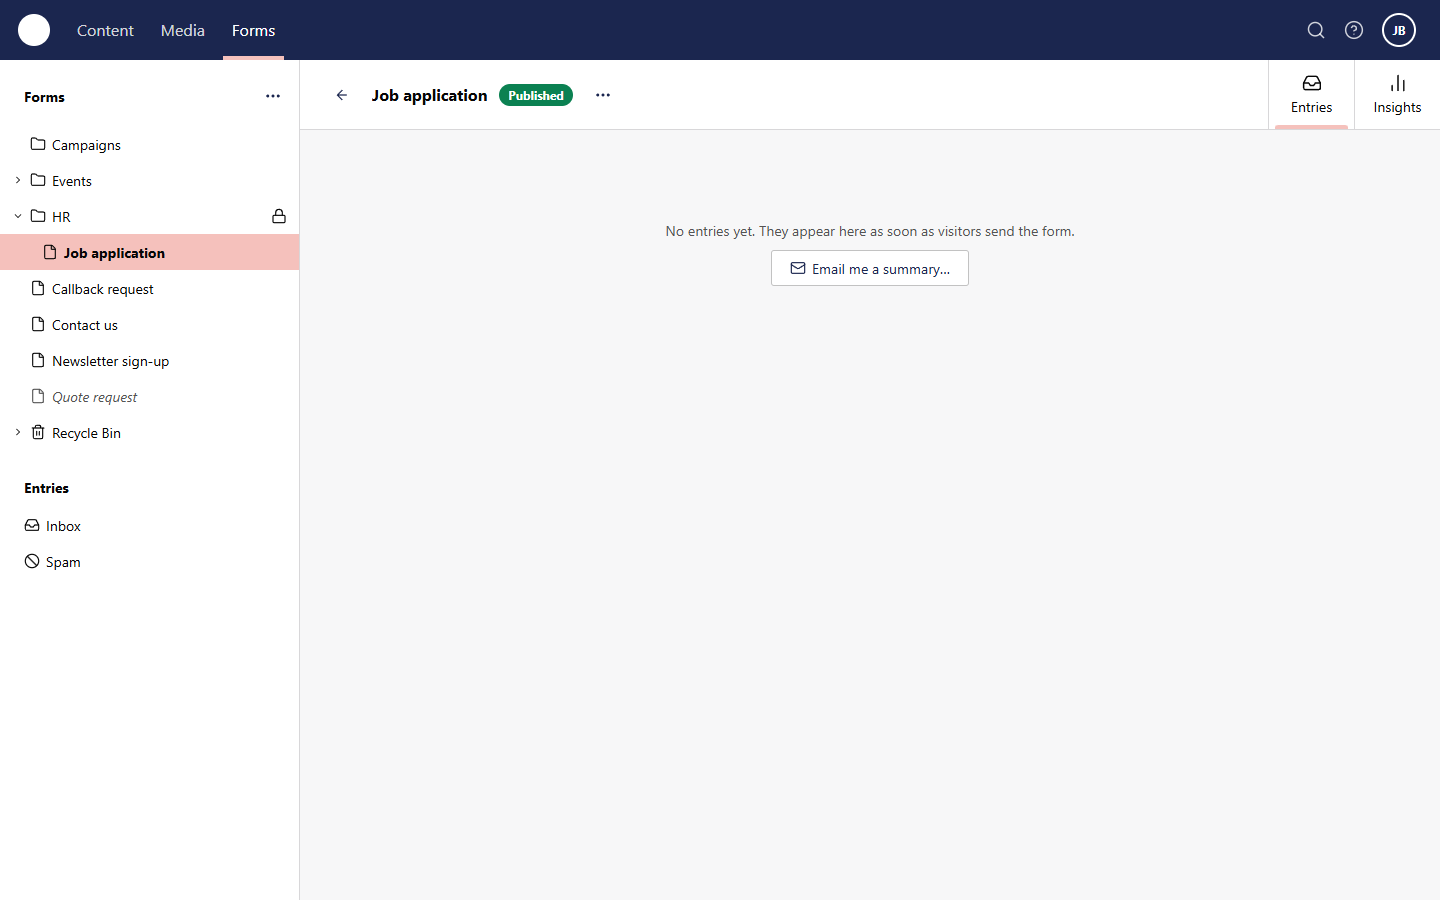 Content Media Forms JB
Forms
Campaigns
Events
HR
Job application
Callback request
Contact us
Newsletter sign-up
Quote request
Recycle Bin
Entries
Inbox
Spam
Job application Published
Entries Insights
No entries yet. They appear here as soon as visitors send the form.
Email me a summary...